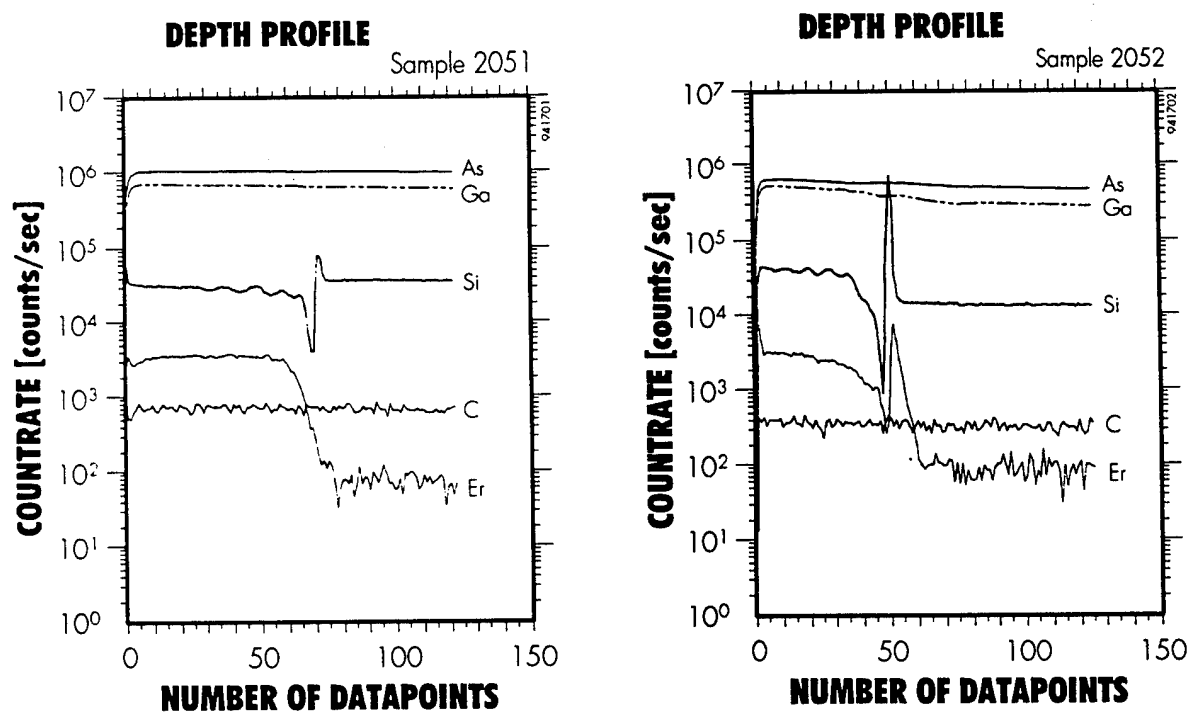 DEPTH PROFILE
Sample 2051
10⁷
10⁶
10⁵
10⁴
10³
10²
10¹
10⁰
As
Ga
Si
C
Er
941701
COUNTRATE [counts/sec]
0 50 100 150
NUMBER OF DATAPOINTS
DEPTH PROFILE
Sample 2052
10⁷
10⁶
10⁵
10⁴
10³
10²
10¹
10⁰
As
Ga
Si
C
Er
941702
COUNTRATE [counts/sec]
0 50 100 150
NUMBER OF DATAPOINTS